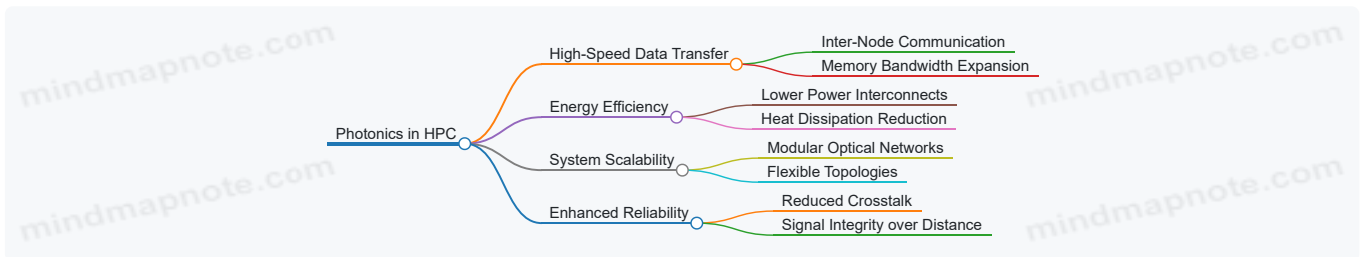 mindmapnote.com
mindmapnote.com
Photonics in HPC
High-Speed Data Transfer
Inter-Node Communication
Memory Bandwidth Expansion
Energy Efficiency
Lower Power Interconnects
Heat Dissipation Reduction
System Scalability
Modular Optical Networks
Flexible Topologies
Enhanced Reliability
Reduced Crosstalk
Signal Integrity over Distance
mindmapnote.com
mindmapnote.com